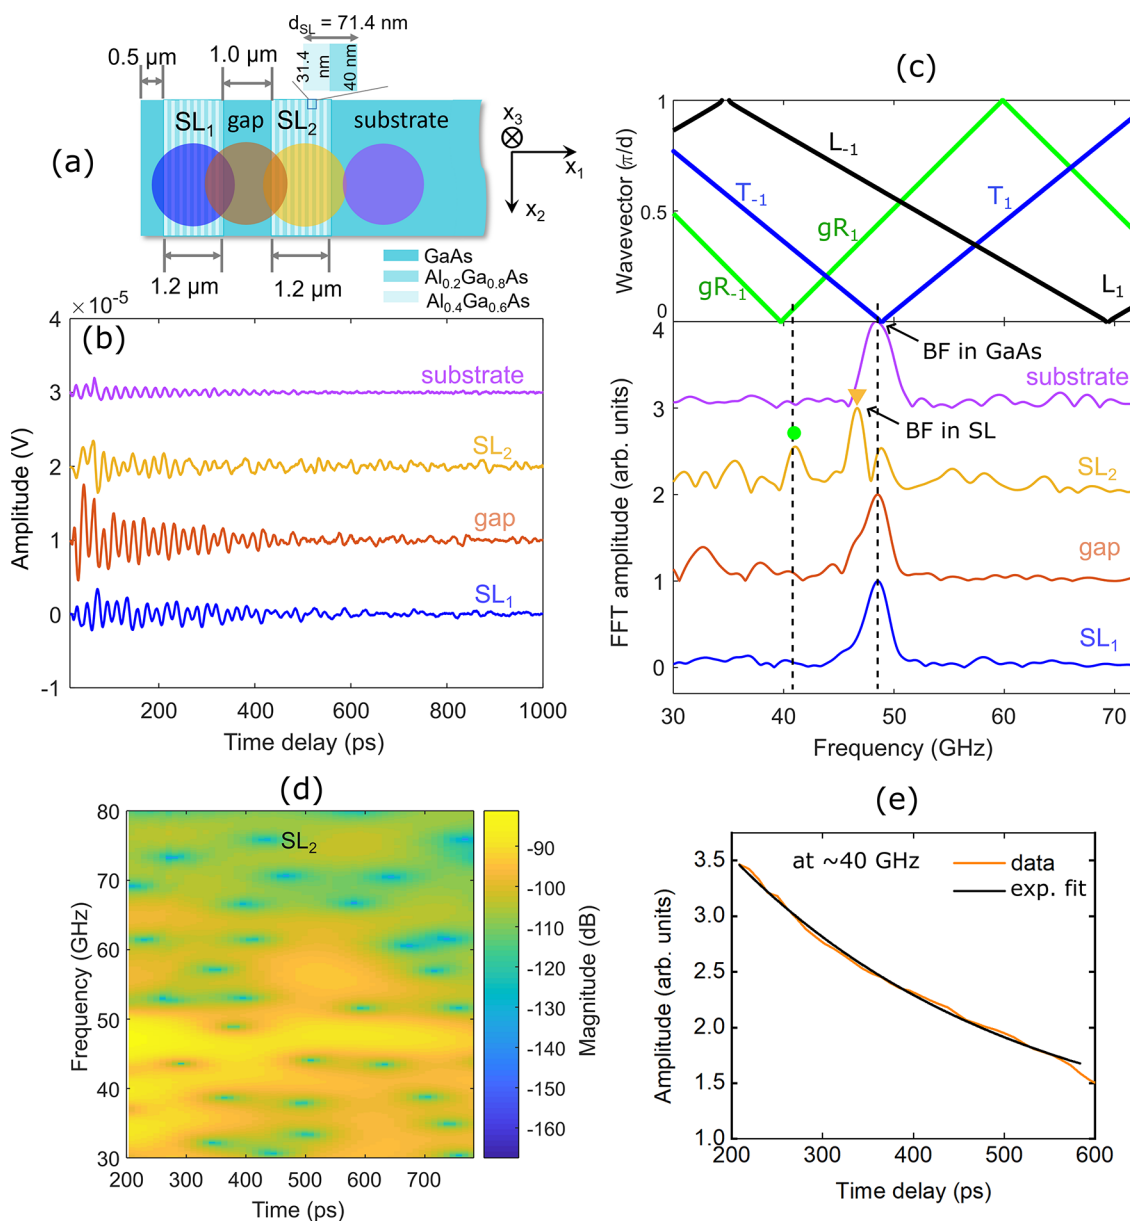 (a)
d_SL = 71.4 nm
0.5 µm
1.0 µm
31.4 nm
40 nm
SL₁
gap
SL₂
substrate
x₃
x₁
x₂
1.2 µm
1.2 µm
GaAs
Al₀.₂Ga₀.₈As
Al₀.₄Ga₀.₆As
(b)
× 10⁻⁵
4
3
2
1
0
-1
Amplitude (V)
substrate
SL₂
gap
SL₁
200
400
600
800
1000
Time delay (ps)
(c)
1
0.5
0
Wavevector (π/d)
L₋₁
T₋₁
T₁
gR₁
gR₋₁
L₁
4
3
2
1
0
FFT amplitude (arb. units)
BF in GaAs
substrate
BF in SL
SL₂
gap
SL₁
30
40
50
60
70
Frequency (GHz)
(d)
80
70
60
50
40
30
Frequency (GHz)
SL₂
200
300
400
500
600
700
Time (ps)
-90
-100
-110
-120
-130
-140
-150
-160
Magnitude (dB)
(e)
3.5
3.0
2.5
2.0
1.5
1.0
Amplitude (arb. units)
at ~40 GHz
data
exp. fit
200
300
400
500
600
Time delay (ps)